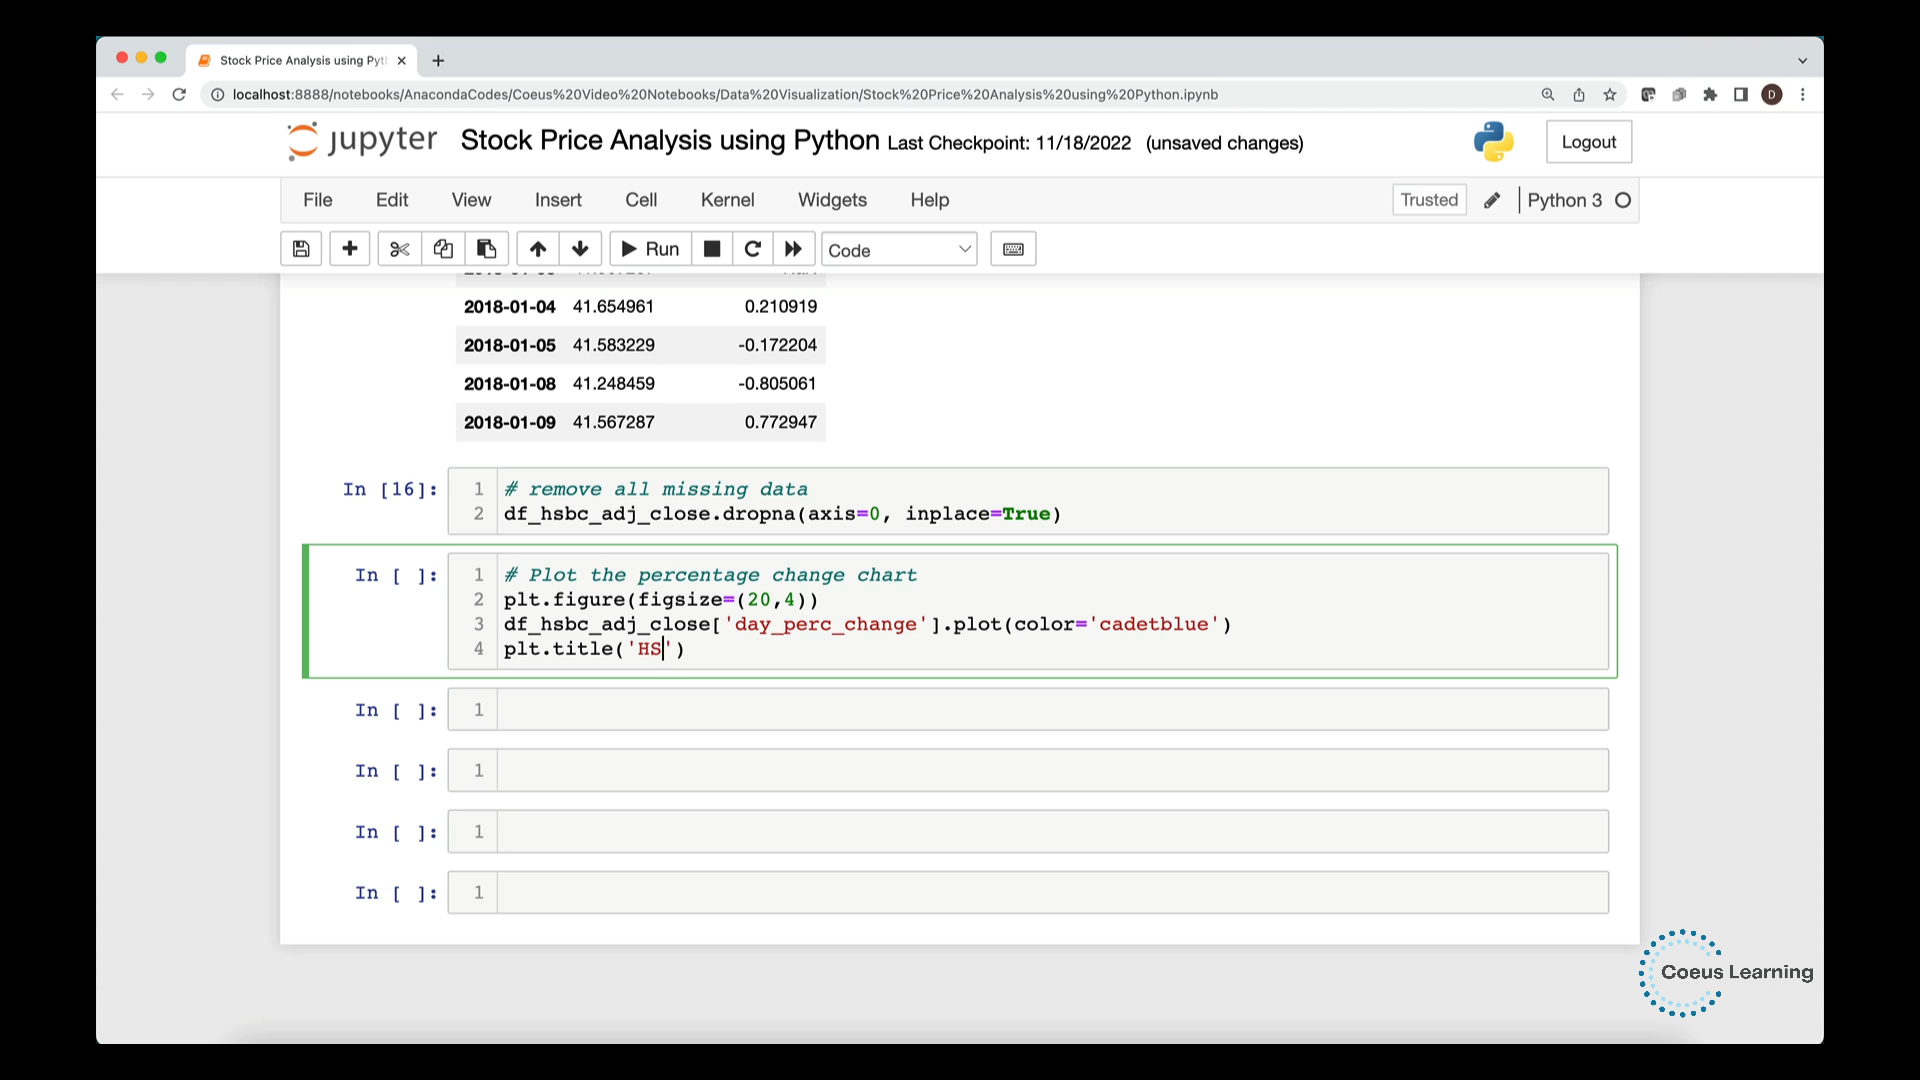 Stock Price Analysis using Pyth
localhost:8888/notebooks/AnacondaCodes/Coeus%20Video%20Notebooks/Data%20Visualization/Stock%20Price%20Analysis%20using%20Python.ipynb
D
jupyter Stock Price Analysis using Python Last Checkpoint: 11/18/2022 (unsaved changes)
Logout
File Edit View Insert Cell Kernel Widgets Help Trusted Python 3
Run Code
2018-01-04 41.654961 0.210919
2018-01-05 41.583229 -0.172204
2018-01-08 41.248459 -0.805061
2018-01-09 41.567287 0.772947
In [16]: 1 # remove all missing data
2 df_hsbc_adj_close.dropna(axis=0, inplace=True)
In [ ]: 1 # Plot the percentage change chart
2 plt.figure(figsize=(20,4))
3 df_hsbc_adj_close['day_perc_change'].plot(color='cadetblue')
4 plt.title('HS')
In [ ]: 1
In [ ]: 1
In [ ]: 1
In [ ]: 1
Coeus Learning